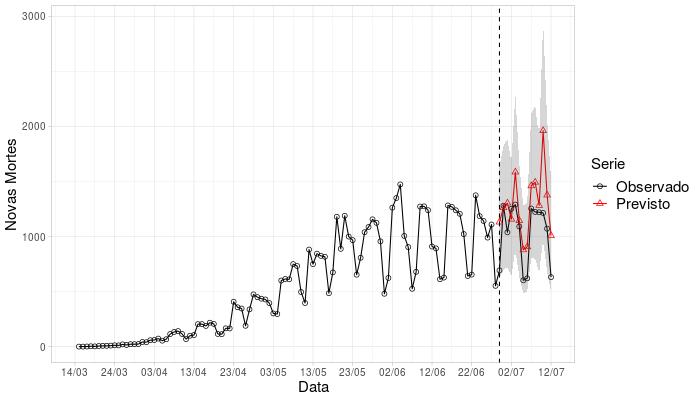 3000
2000
1000
0
Novas Mortes
14/03 24/03 03/04 13/04 23/04 03/05 13/05 23/05 02/06 12/06 22/06 02/07 12/07
Data
Serie
Observado
Previsto